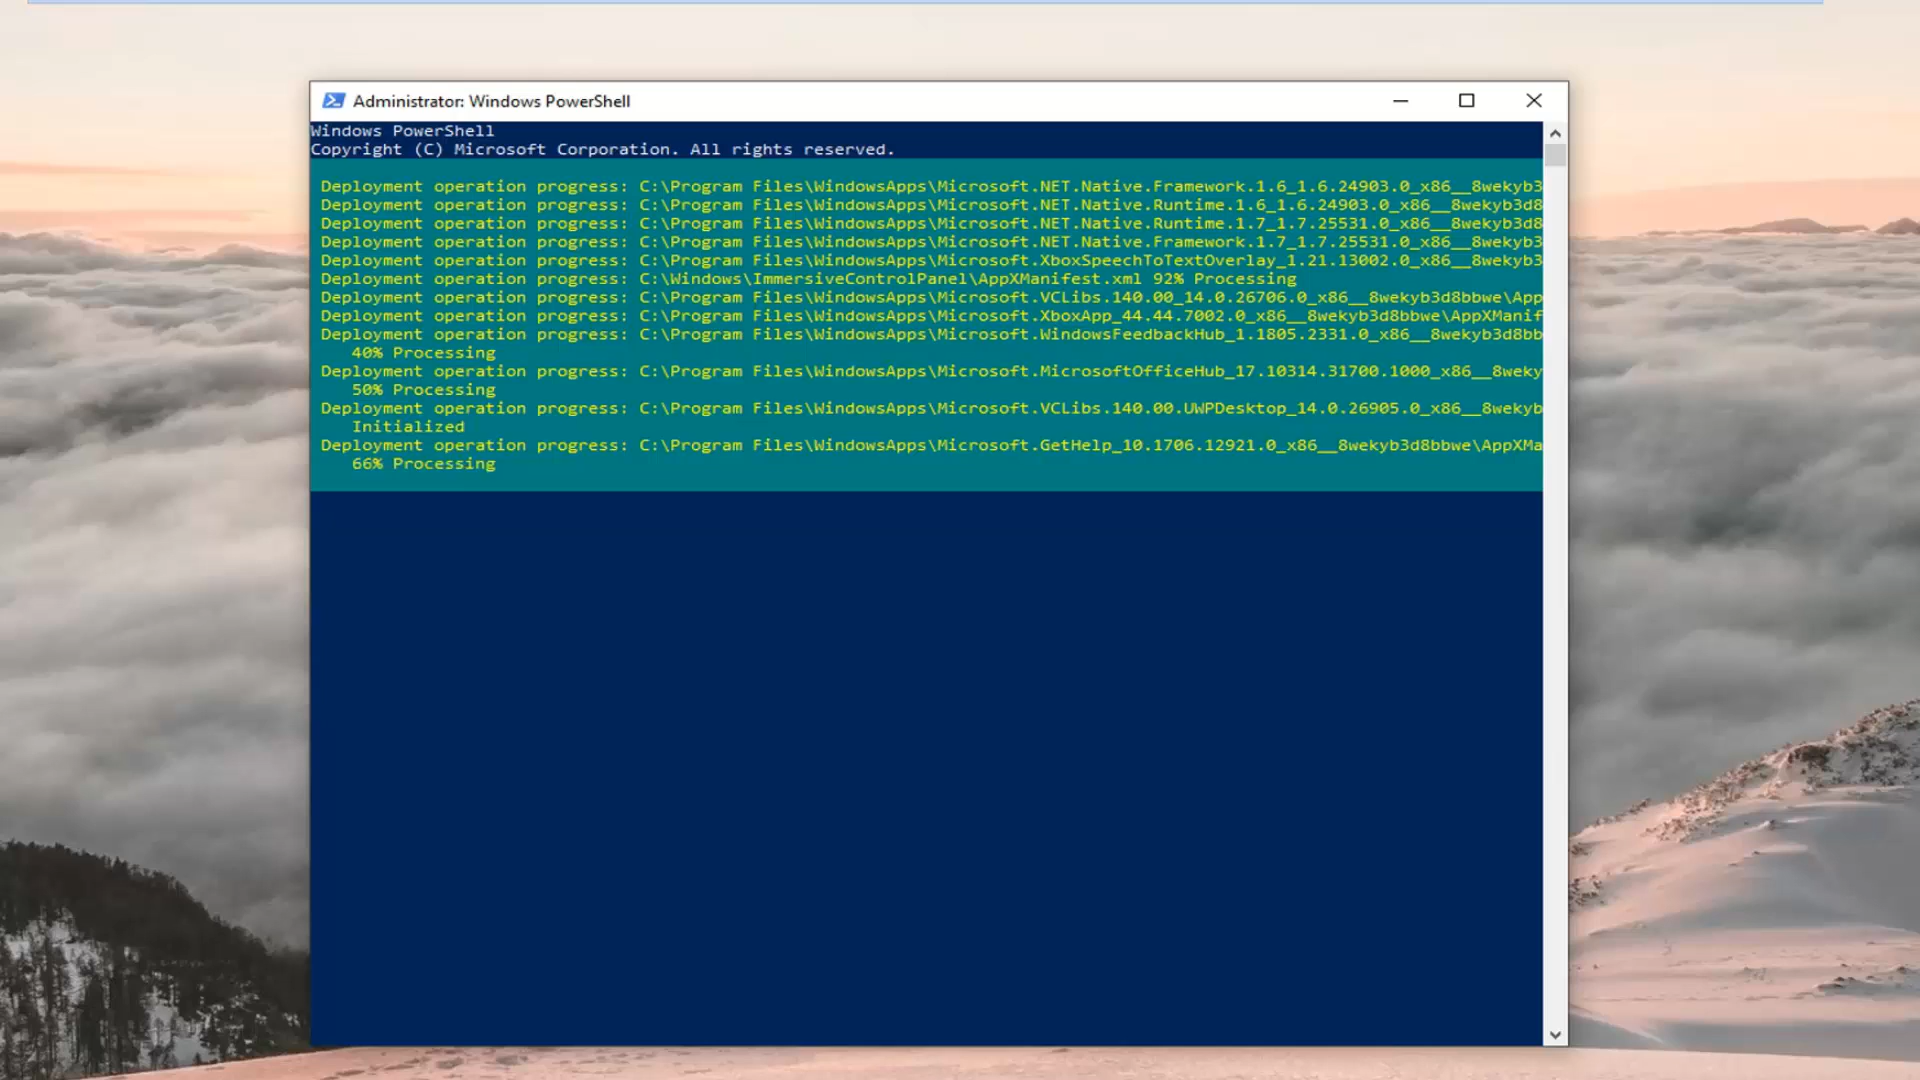 Administrator: Windows PowerShell
Windows PowerShell
Copyright (C) Microsoft Corporation. All rights reserved.
Deployment operation progress: C:\Program Files\WindowsApps\Microsoft.NET.Native.Framework.1.6_1.6.24903.0_x86__8wekyb3
Deployment operation progress: C:\Program Files\WindowsApps\Microsoft.NET.Native.Runtime.1.6_1.6.24903.0_x86__8wekyb3d8
Deployment operation progress: C:\Program Files\WindowsApps\Microsoft.NET.Native.Runtime.1.7_1.7.25531.0_x86__8wekyb3d8
Deployment operation progress: C:\Program Files\WindowsApps\Microsoft.NET.Native.Framework.1.7_1.7.25531.0_x86__8wekyb3
Deployment operation progress: C:\Program Files\WindowsApps\Microsoft.XboxSpeechToTextOverlay_1.21.13002.0_x86__8wekyb3
Deployment operation progress: C:\Windows\ImmersiveControlPanel\AppXManifest.xml 92% Processing
Deployment operation progress: C:\Program Files\WindowsApps\Microsoft.VCLibs.140.00_14.0.26706.0_x86__8wekyb3d8bbwe\App
Deployment operation progress: C:\Program Files\WindowsApps\Microsoft.XboxApp_44.44.7002.0_x86__8wekyb3d8bbwe\AppXManif
Deployment operation progress: C:\Program Files\WindowsApps\Microsoft.WindowsFeedbackHub_1.1805.2331.0_x86__8wekyb3d8bb
40% Processing
Deployment operation progress: C:\Program Files\WindowsApps\Microsoft.MicrosoftOfficeHub_17.10314.31700.1000_x86__8weky
50% Processing
Deployment operation progress: C:\Program Files\WindowsApps\Microsoft.VCLibs.140.00.UWPDesktop_14.0.26905.0_x86__8wekyb
Initialized
Deployment operation progress: C:\Program Files\WindowsApps\Microsoft.GetHelp_10.1706.12921.0_x86__8wekyb3d8bbwe\AppXMa
66% Processing